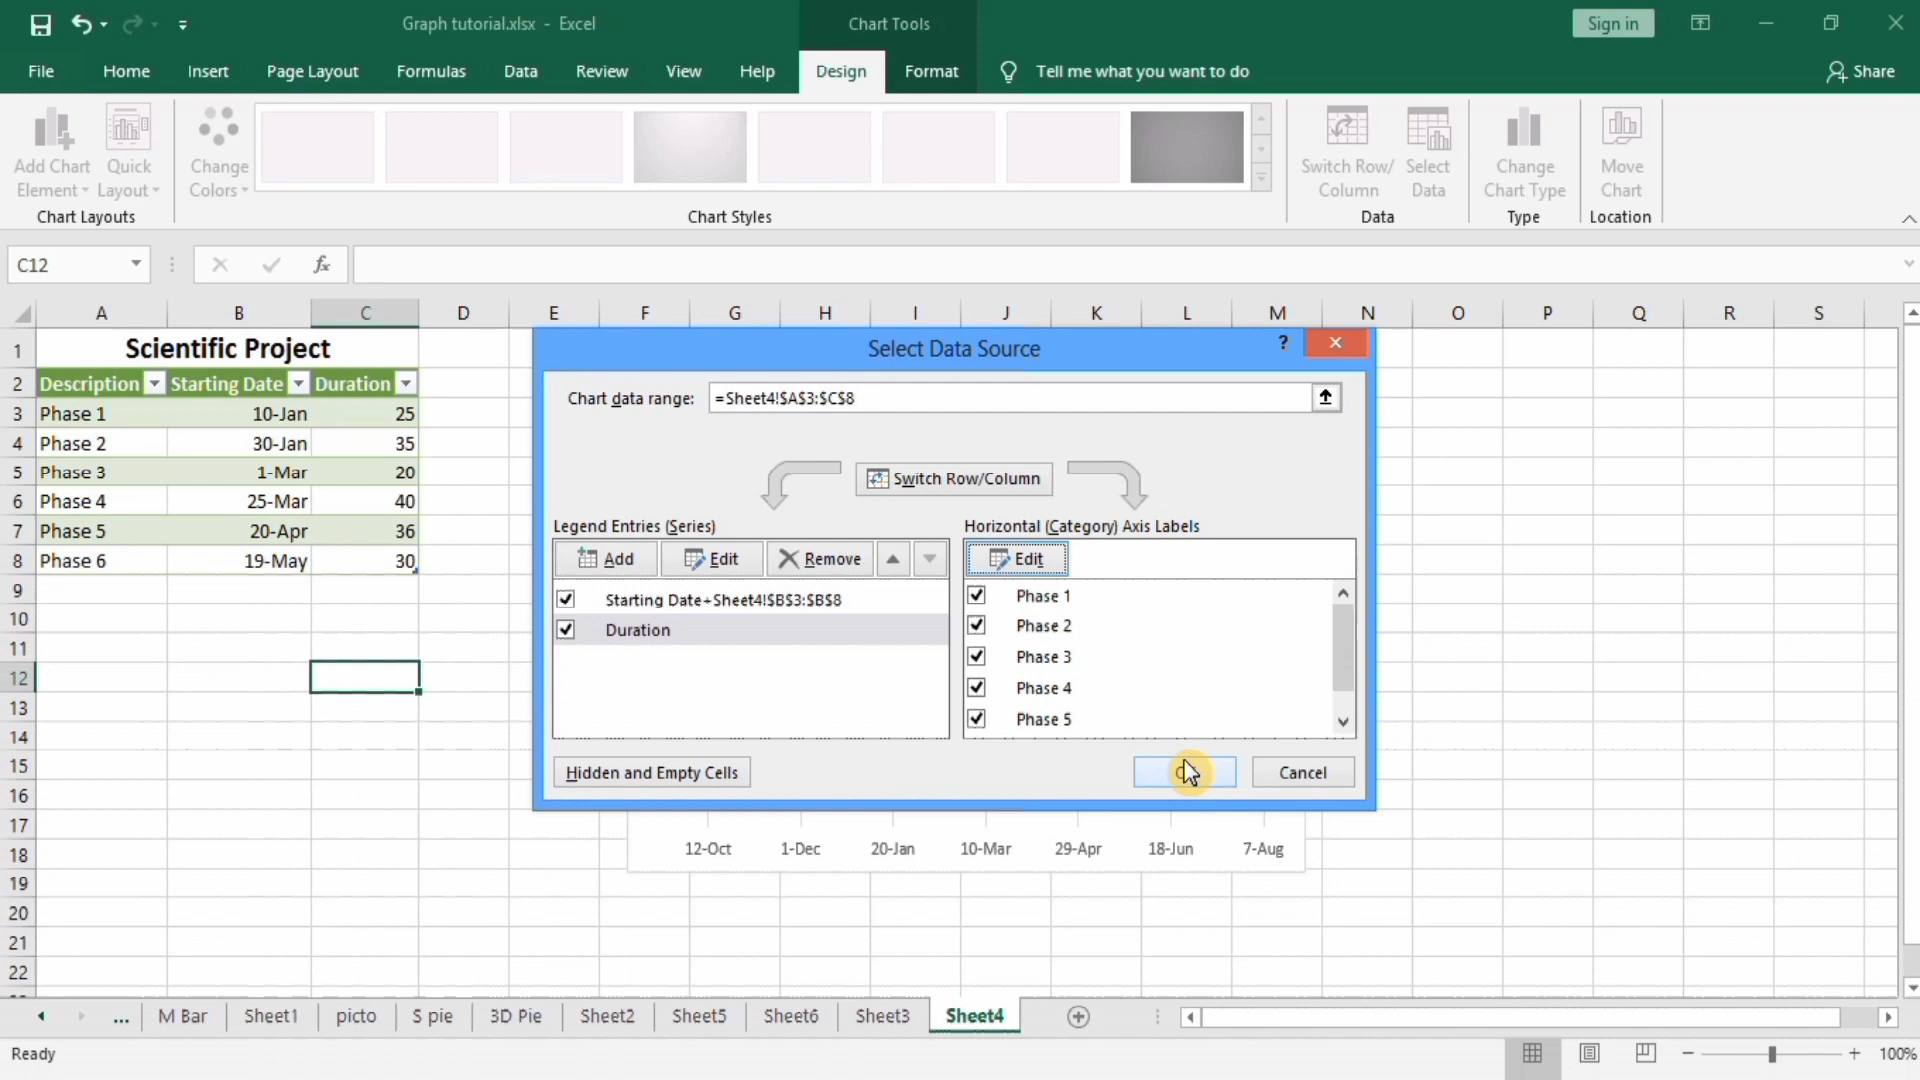 Graph tutorial.xlsx - Excel
Chart Tools
Sign in
File Home Insert Page Layout Formulas Data Review View Help Design Format Tell me what you want to do Share
Add Chart Element
Quick Layout
Change Colors
Switch Row/ Column
Select Data
Change Chart Type
Move Chart
Chart Layouts Chart Styles Data Type Location
C12 fx
A B C D E F G H I J K L M N O P Q R S
1 Scientific Project
2 Description Starting Date Duration
3 Phase 1 10-Jan 25
4 Phase 2 30-Jan 35
5 Phase 3 1-Mar 20
6 Phase 4 25-Mar 40
7 Phase 5 20-Apr 36
8 Phase 6 19-May 30
9
10
11
12
13
14
15
16
17
18
19
20
21
22
Select Data Source ?
Chart data range: =Sheet4!$A$3:$C$8
Switch Row/Column
Legend Entries (Series)
Add Edit Remove
Starting Date+Sheet4!$B$3:$B$8
Duration
Horizontal (Category) Axis Labels
Edit
Phase 1
Phase 2
Phase 3
Phase 4
Phase 5
Hidden and Empty Cells
Cancel
12-Oct 1-Dec 20-Jan 10-Mar 29-Apr 18-Jun 7-Aug
... M Bar Sheet1 picto S pie 3D Pie Sheet2 Sheet5 Sheet6 Sheet3 Sheet4
Ready 100%